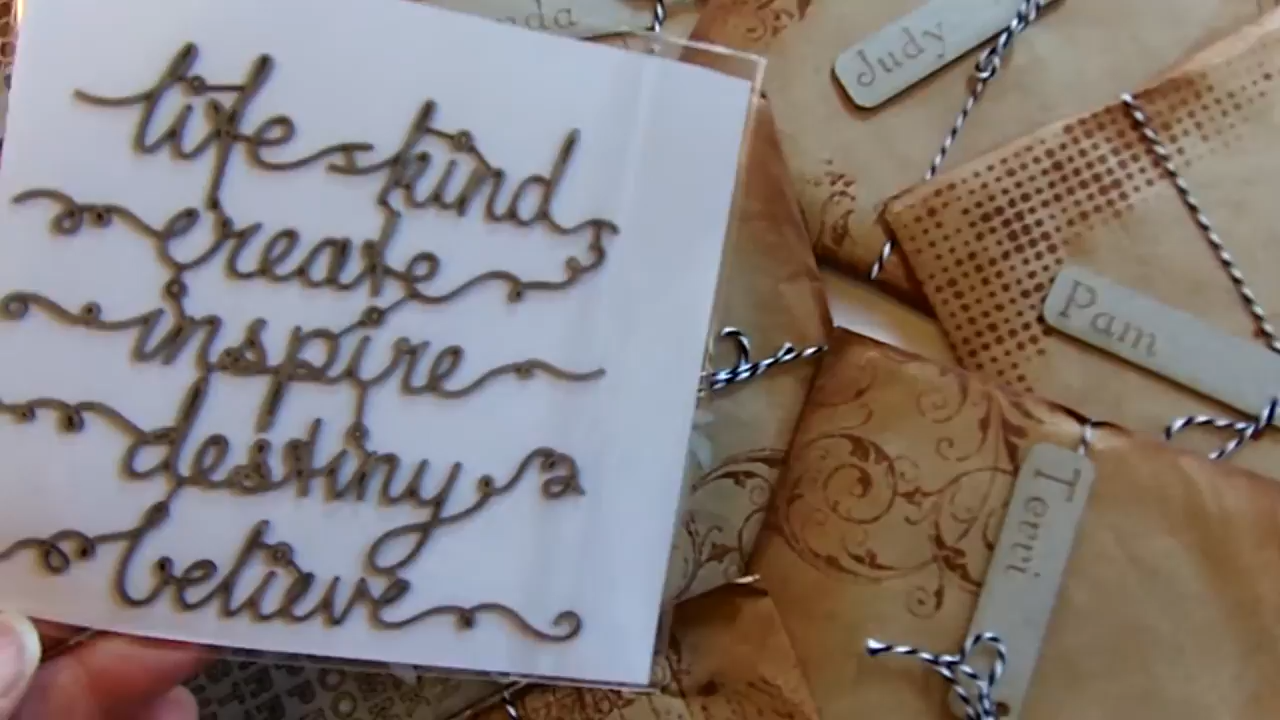 life kind
create
inspire
destiny
believe
Judy
Pam
Terri